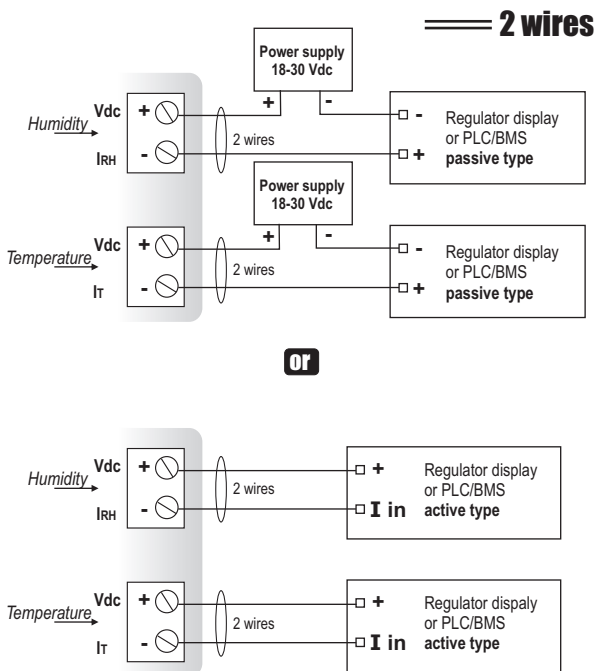 2 wires
Power supply
18-30 Vdc
+ -
Humidity
Vdc + -
2 wires
IRH - +
Regulator display
or PLC/BMS
passive type
Power supply
18-30 Vdc
+ -
Temperature
Vdc + -
2 wires
IT - +
Regulator display
or PLC/BMS
passive type
or
Humidity
Vdc + +
2 wires
IRH - I in
Regulator display
or PLC/BMS
active type
Temperature
Vdc + +
2 wires
IT - I in
Regulator dispaly
or PLC/BMS
active type